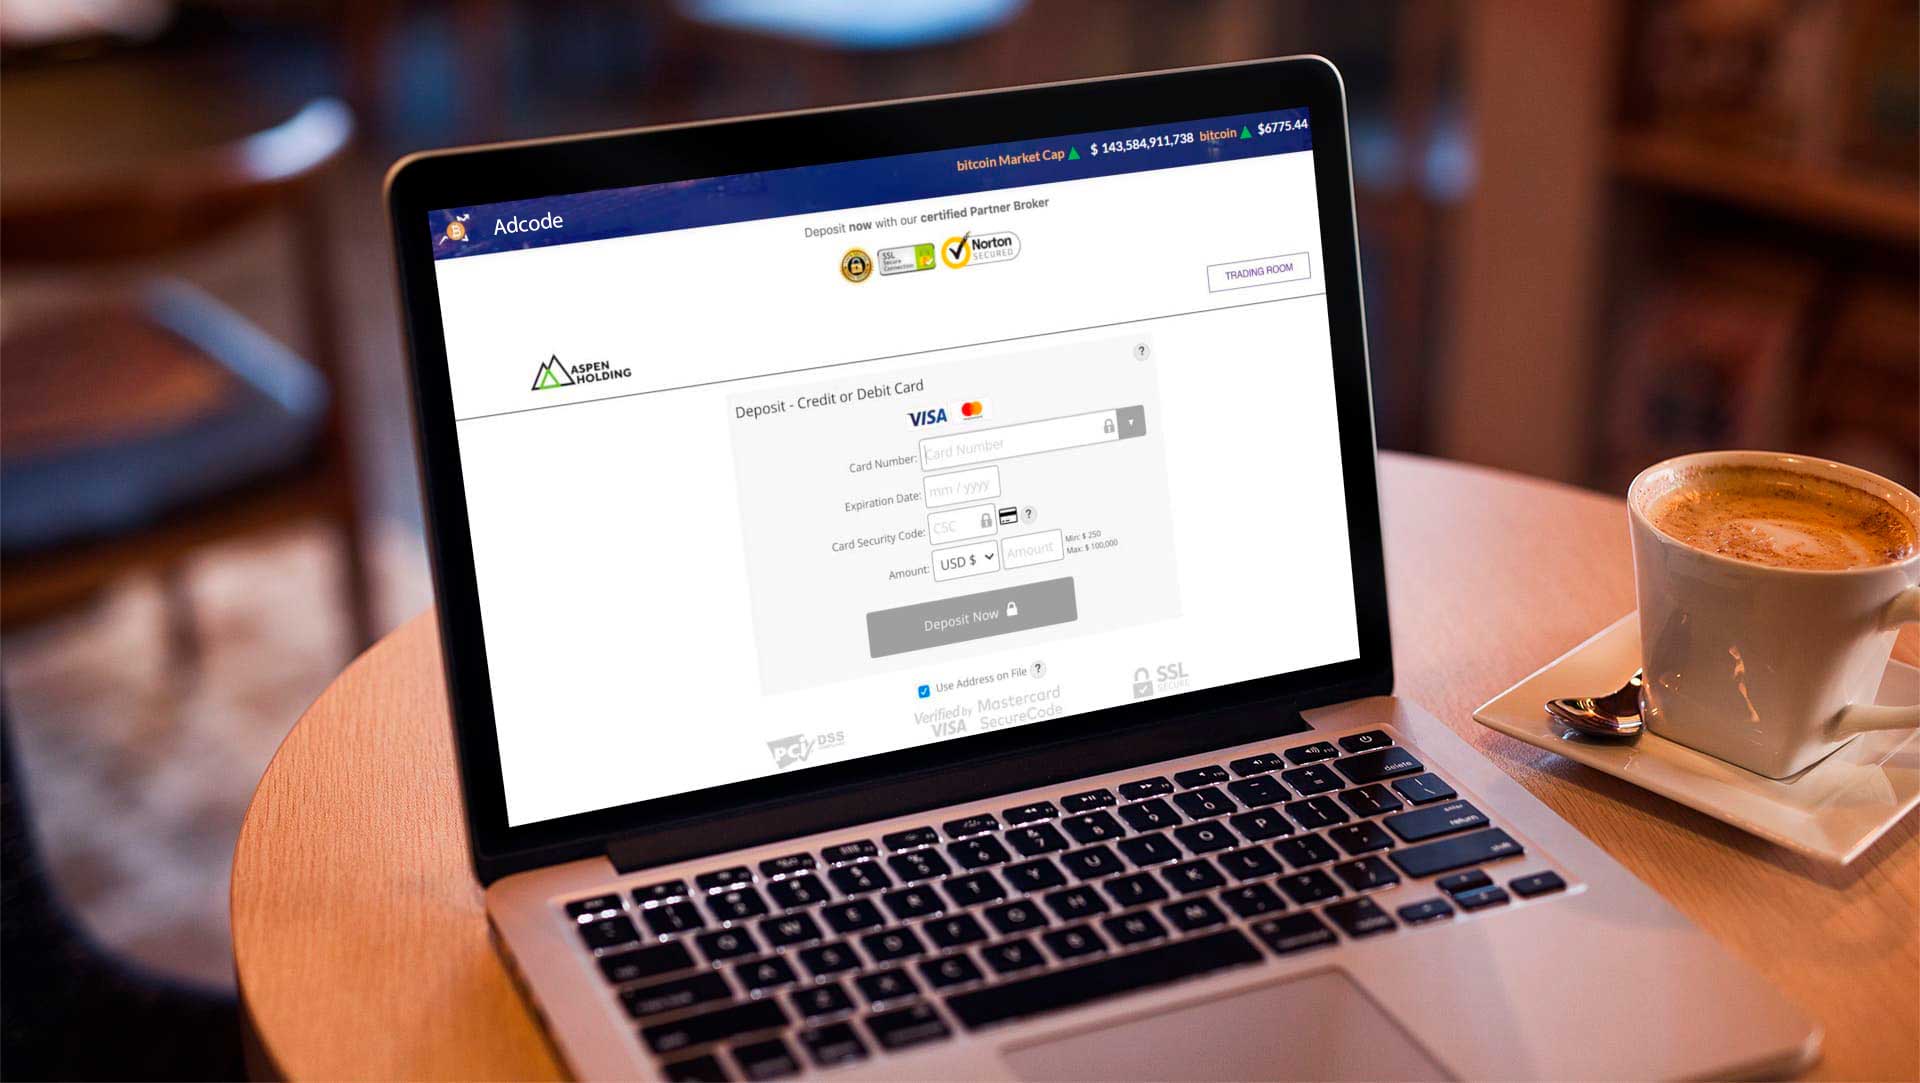 Adcode
bitcoin Market Cap ▲ $ 143,584,911,738 bitcoin ▲ $6775.44
Deposit now with our certified Partner Broker
SSL
Secure
Connection
Norton
SECURED
TRADING ROOM
ASPEN
HOLDING
?
Deposit - Credit or Debit Card
VISA
Card Number: Card Number
Expiration Date: mm / yyyy
Card Security Code: CSC ?
Amount: USD $ Amount Min: $ 250
Max: $ 100,000
Deposit Now
Use Address on File ?
PCI DSS
Verified by
VISA
Mastercard
SecureCode
SSL
SECURE
delete
return
shift